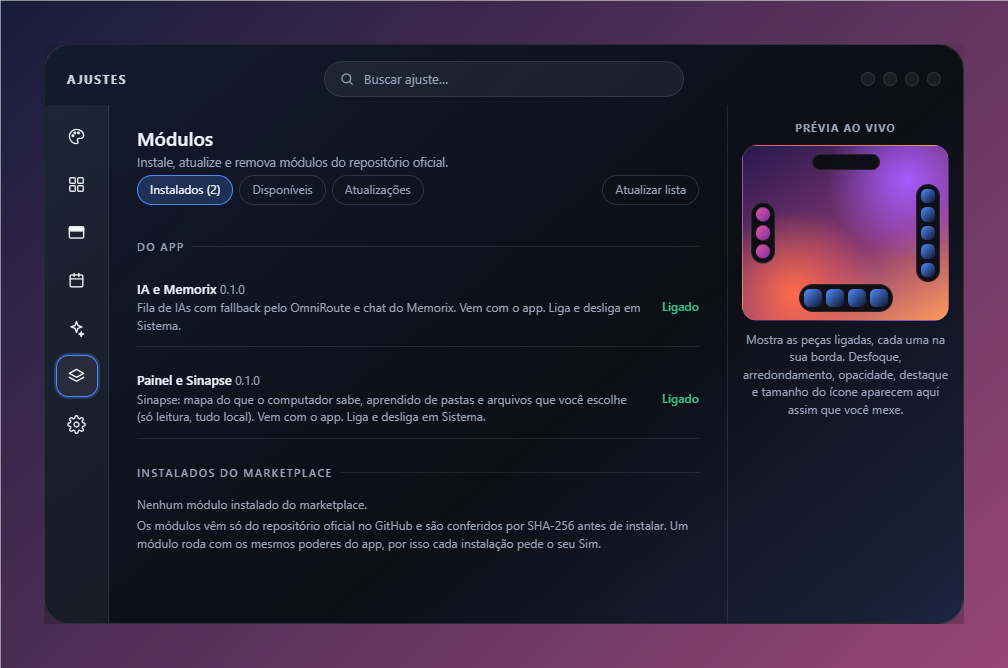 AJUSTES
Buscar ajuste...
Módulos
Instale, atualize e remova módulos do repositório oficial.
Instalados (2)
Disponíveis
Atualizações
Atualizar lista
DO APP
IA e Memorix 0.1.0
Fila de IAs com fallback pelo OmniRoute e chat do Memorix. Vem com o app. Liga e desliga em
Sistema.
Ligado
Painel e Sinapse 0.1.0
Sinapse: mapa do que o computador sabe, aprendido de pastas e arquivos que você escolhe
(só leitura, tudo local). Vem com o app. Liga e desliga em Sistema.
Ligado
INSTALADOS DO MARKETPLACE
Nenhum módulo instalado do marketplace.
Os módulos vêm só do repositório oficial no GitHub e são conferidos por SHA-256 antes de instalar. Um
módulo roda com os mesmos poderes do app, por isso cada instalação pede o seu Sim.
PRÉVIA AO VIVO
Mostra as peças ligadas, cada uma na
sua borda. Desfoque,
arredondamento, opacidade, destaque
e tamanho do ícone aparecem aqui
assim que você mexe.